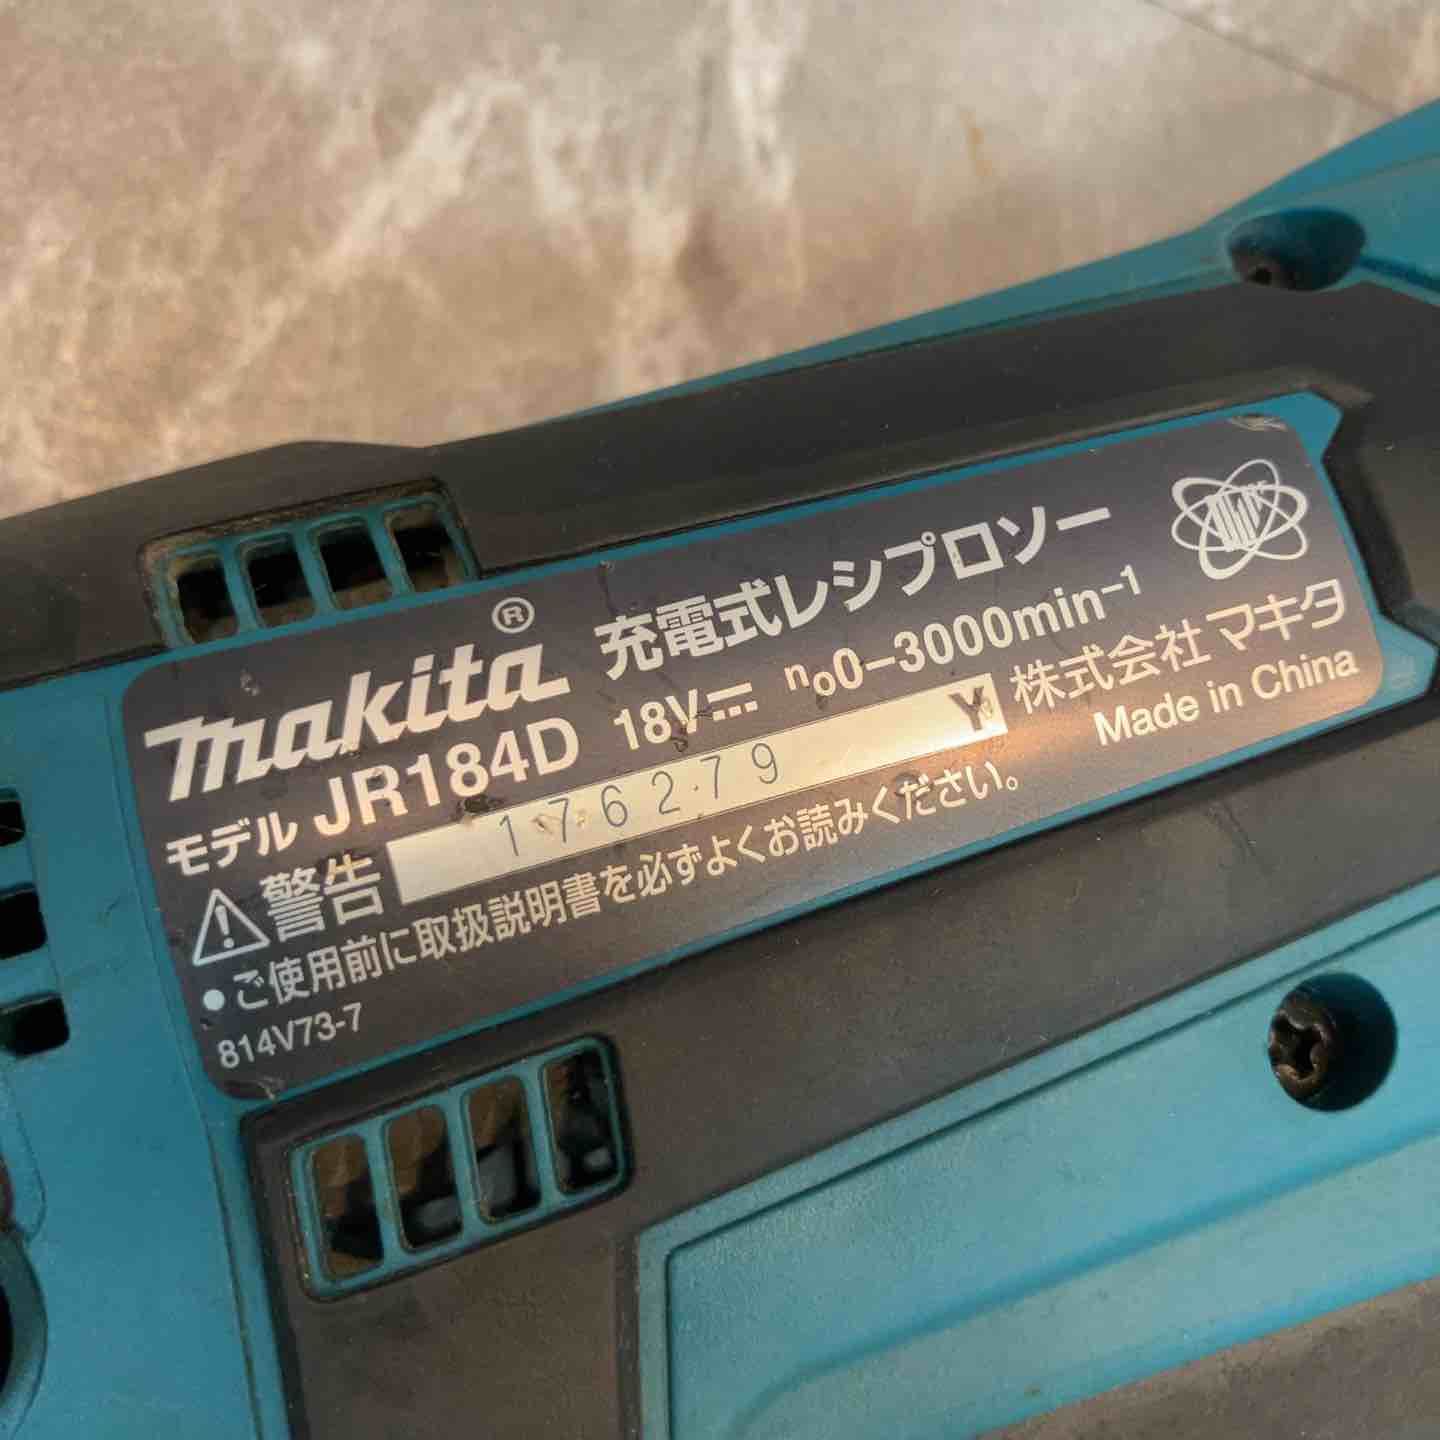 makita® 充電式レシプロソー
モデル JR184D 18V⎓ n₀0-3000min⁻¹
176279 Y 株式会社マキタ
Made in China
⚠警告
●ご使用前に取扱説明書を必ずよくお読みください。
814V73-7